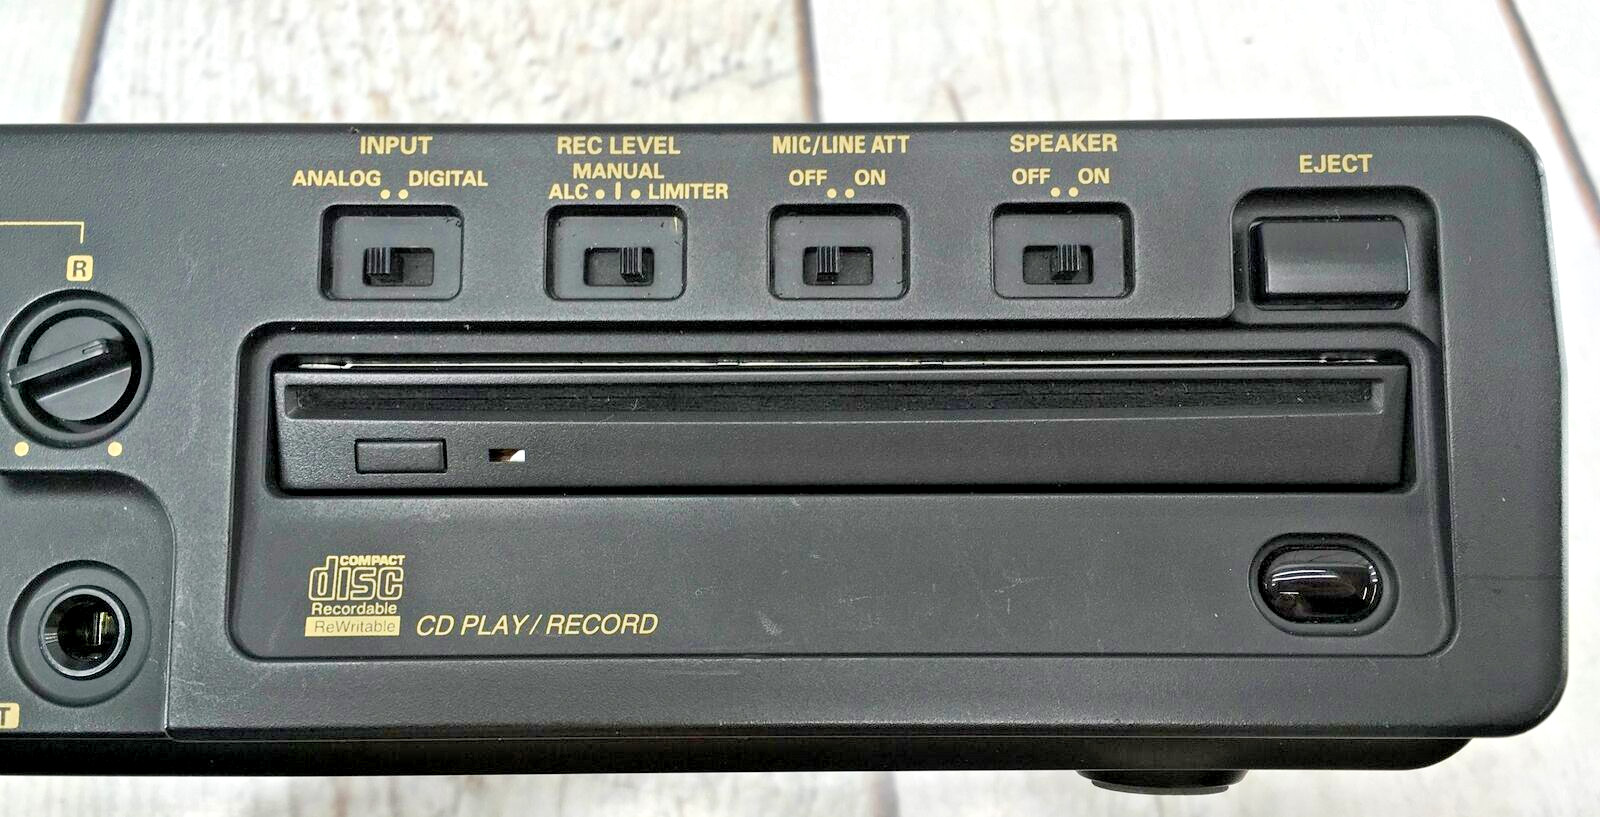 INPUT
ANALOG DIGITAL
REC LEVEL
MANUAL
ALC LIMITER
MIC/LINE ATT
OFF ON
SPEAKER
OFF ON
EJECT
R
COMPACT
disc
Recordable
ReWritable
CD PLAY/RECORD
T